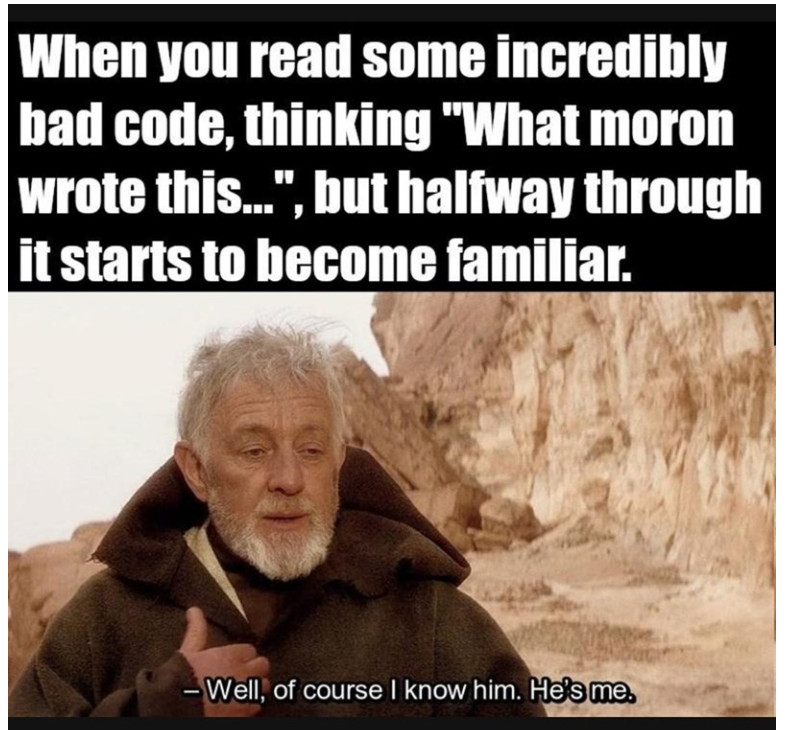 When you read some incredibly
bad code, thinking "What moron
wrote this...", but halfway through
it starts to become familiar.
– Well, of course I know him. He's me.